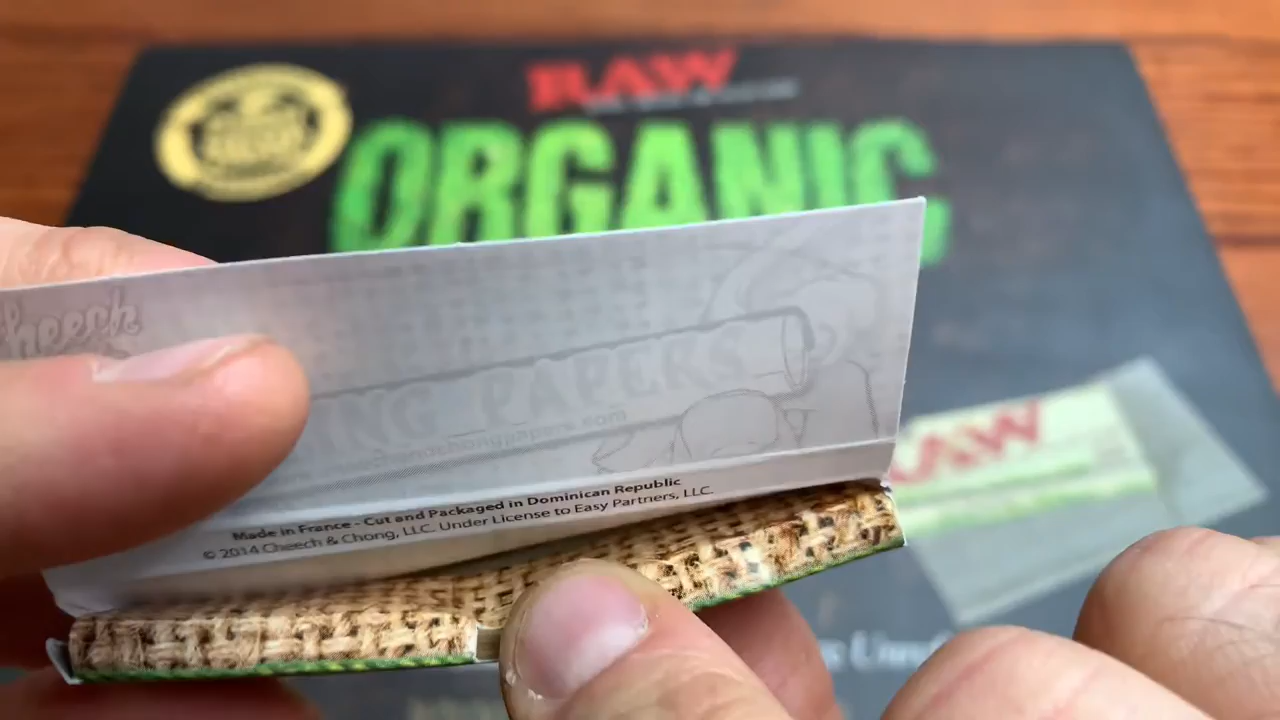 RAW
ORGANIC
Cheech
ING PAPERS
RAW
Made in France - Cut and Packaged in Dominican Republic
© 2014 Cheech & Chong, LLC. Under License to Easy Partners, LLC.